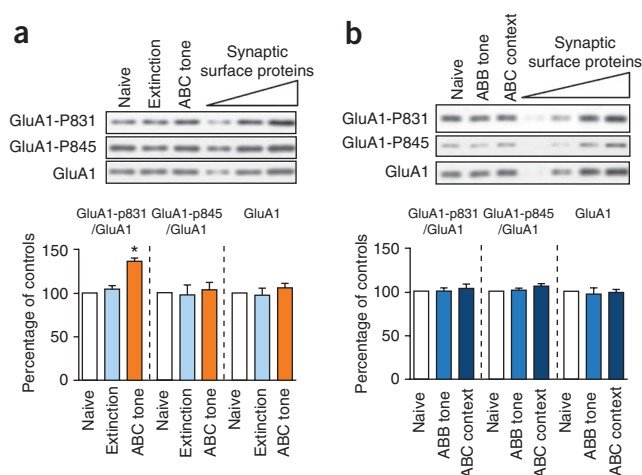 a
Naive
Extinction
ABC tone
Synaptic
surface proteins
GluA1-P831
GluA1-P845
GluA1
GluA1-p831
/GluA1
GluA1-p845
/GluA1
GluA1
Percentage of controls
150
100
50
0
*
Naive
Extinction
ABC tone
Naive
Extinction
ABC tone
Naive
Extinction
ABC tone
b
Naive
ABB tone
ABC context
Synaptic
surface proteins
GluA1-P831
GluA1-P845
GluA1
GluA1-p831
/GluA1
GluA1-p845
/GluA1
GluA1
Percentage of controls
150
100
50
0
Naive
ABB tone
ABC context
Naive
ABB tone
ABC context
Naive
ABB tone
ABC context